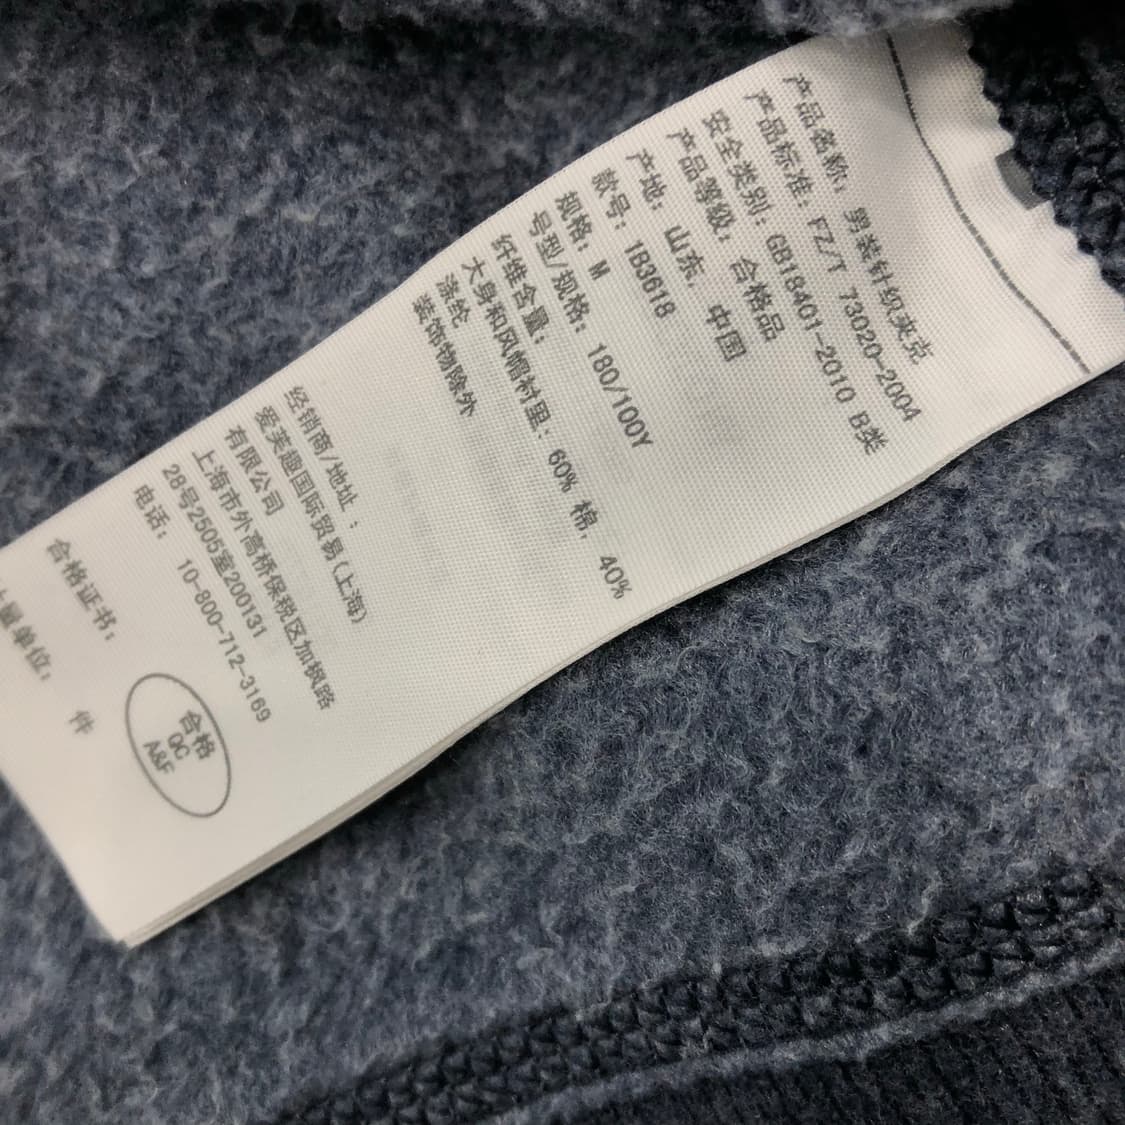 产品名称: 男装针织夹克
产品标准: FZ/T 73020-2004
安全类别: GB18401-2010 B类
产品等级: 合格品
产地: 山东, 中国
款号: 1B3618
规格: M
号型/规格: 180/100Y
纤维含量:
大身和风帽衬里: 60% 棉, 40%
涤纶
装饰物除外
经销商/地址:
爱芙趣国际贸易(上海)
有限公司
上海市外高桥保税区加枫路
28号2505室200131
电话: 10-800-712-3169
合格证书:
合格
QC
A&F
量单位: 件